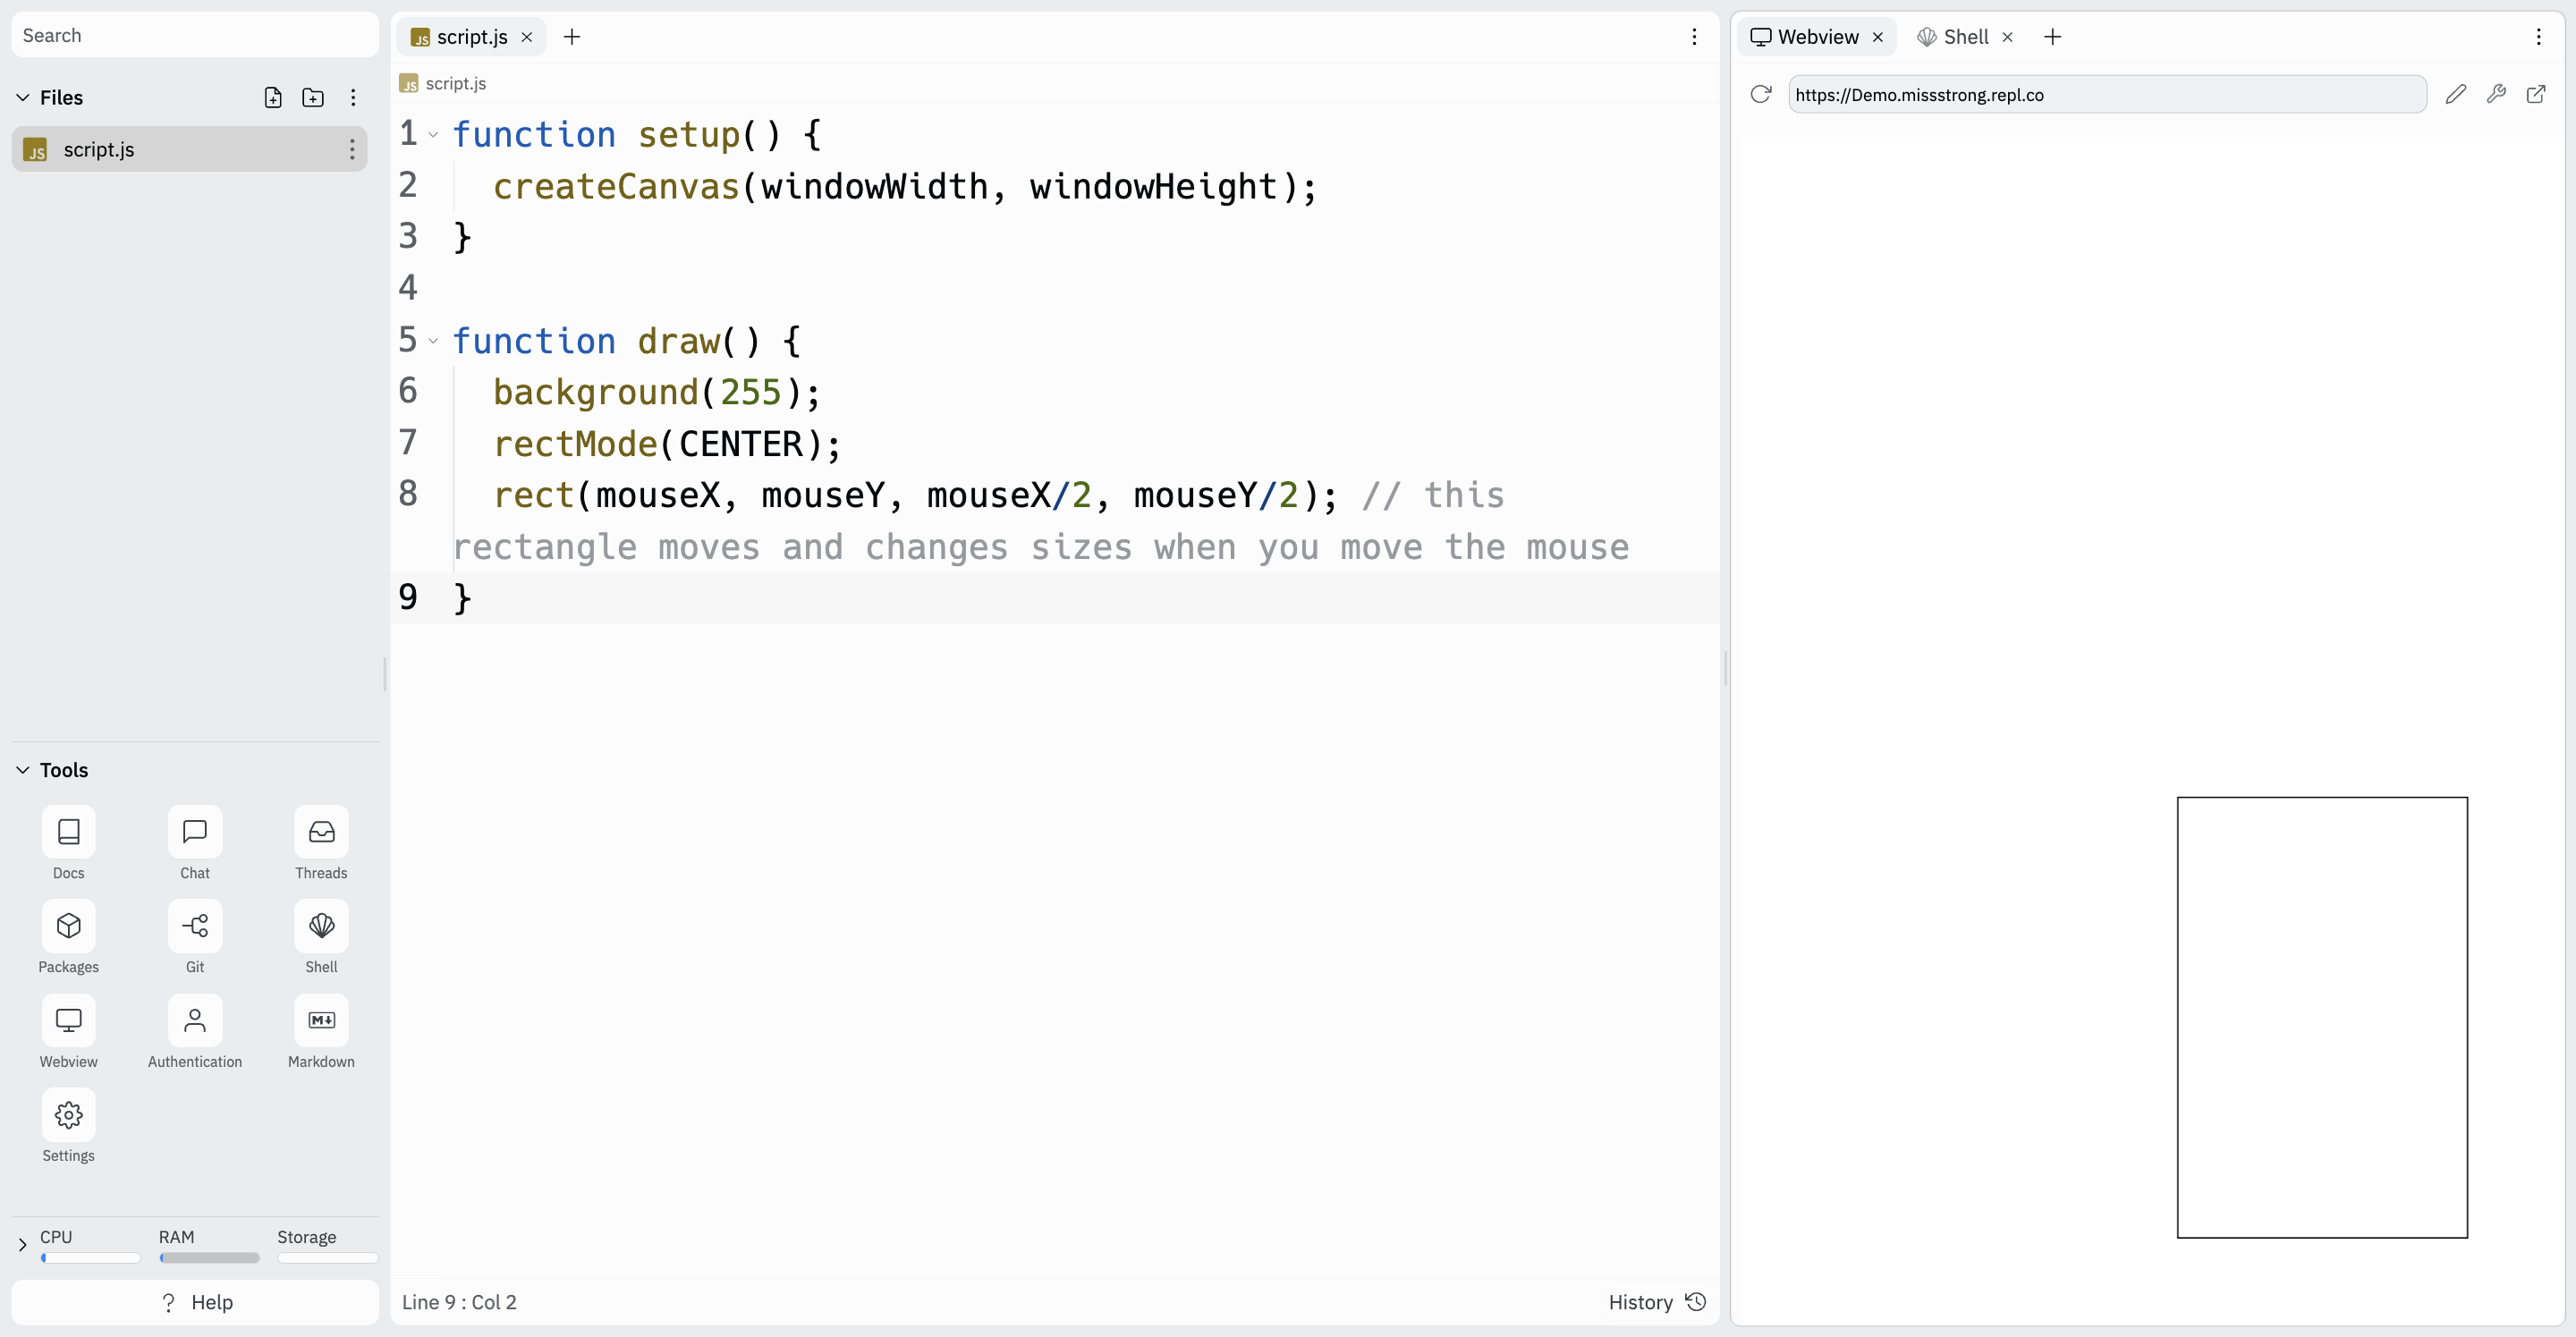 Search
Files
JS script.js
Tools
Docs Chat Threads
Packages Git Shell
Webview Authentication Markdown
M
Settings
CPU RAM Storage
? Help
JS script.js
JS script.js
1 function setup() {
2 createCanvas(windowWidth, windowHeight);
3 }
4
5 function draw() {
6 background(255);
7 rectMode(CENTER);
8 rect(mouseX, mouseY, mouseX/2, mouseY/2); // this
rectangle moves and changes sizes when you move the mouse
9 }
Line 9 : Col 2 History
Webview Shell
https://Demo.missstrong.repl.co